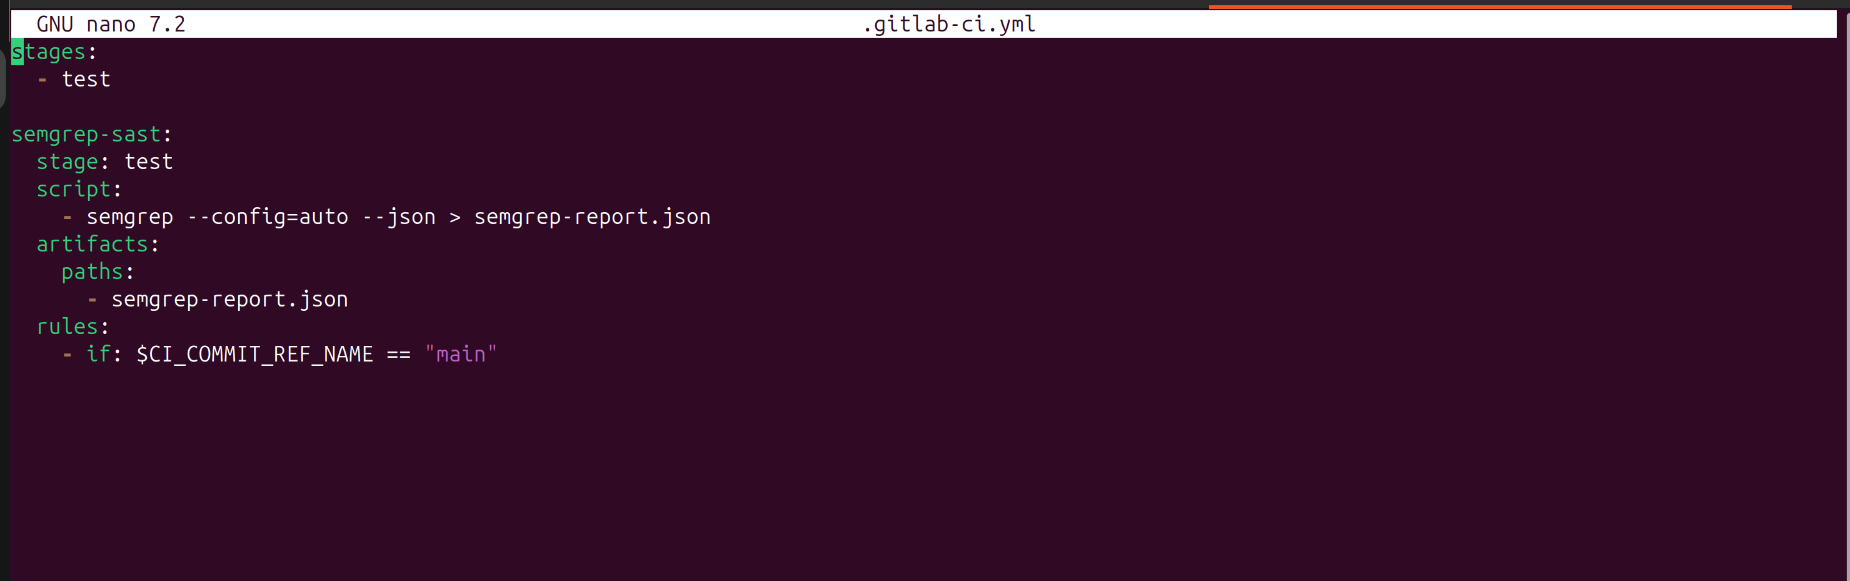 GNU nano 7.2 .gitlab-ci.yml
stages:
  - test

semgrep-sast:
  stage: test
  script:
    - semgrep --config=auto --json > semgrep-report.json
  artifacts:
    paths:
      - semgrep-report.json
  rules:
    - if: $CI_COMMIT_REF_NAME == "main"